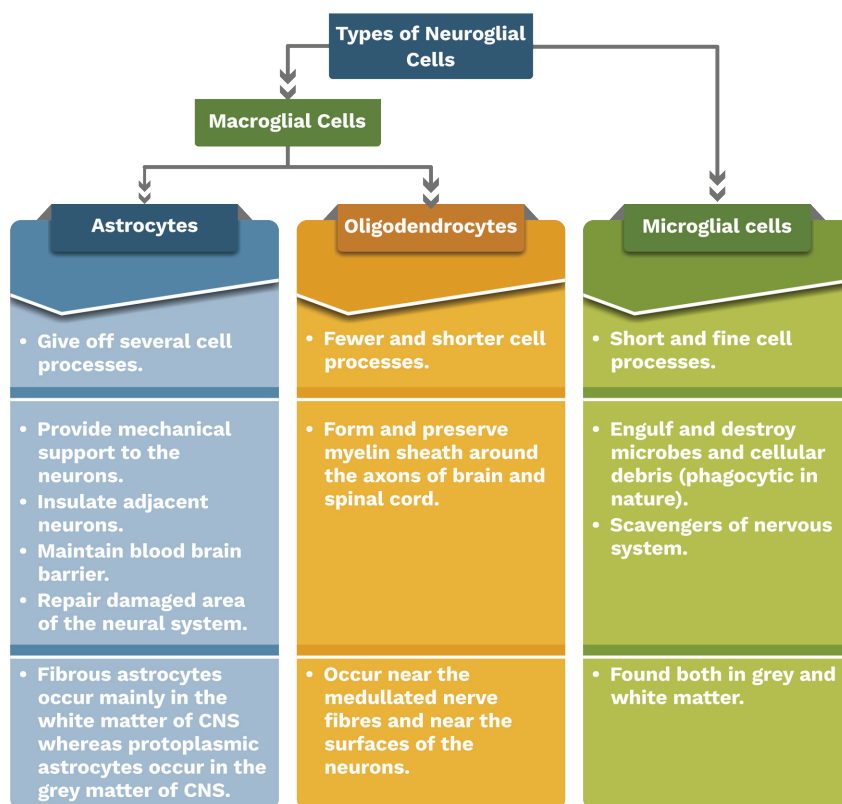 Types of Neuroglial
Cells
Macroglial Cells
Astrocytes
• Give off several cell
processes.
• Provide mechanical
support to the
neurons.
• Insulate adjacent
neurons.
• Maintain blood brain
barrier.
• Repair damaged area
of the neural system.
• Fibrous astrocytes
occur mainly in the
white matter of CNS
whereas protoplasmic
astrocytes occur in the
grey matter of CNS.
Oligodendrocytes
• Fewer and shorter cell
processes.
• Form and preserve
myelin sheath around
the axons of brain and
spinal cord.
• Occur near the
medullated nerve
fibres and near the
surfaces of the
neurons.
Microglial cells
• Short and fine cell
processes.
• Engulf and destroy
microbes and cellular
debris (phagocytic in
nature).
• Scavengers of nervous
system.
• Found both in grey and
white matter.